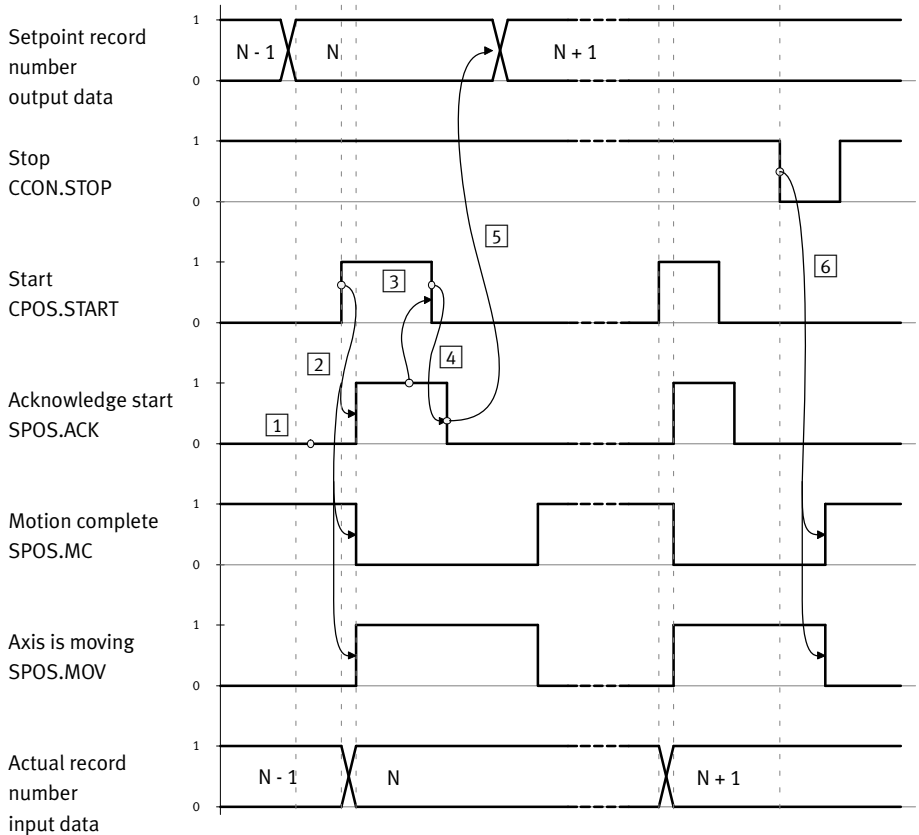 1
Setpoint record
number
output data
N - 1
N
N + 1
0
1
Stop
CCON.STOP
0
5
6
1
Start
CPOS.START
3
0
2
4
1
Acknowledge start
SPOS.ACK
1
0
1
Motion complete
SPOS.MC
0
1
Axis is moving
SPOS.MOV
0
1
Actual record
number
input data
N - 1
N
N + 1
0